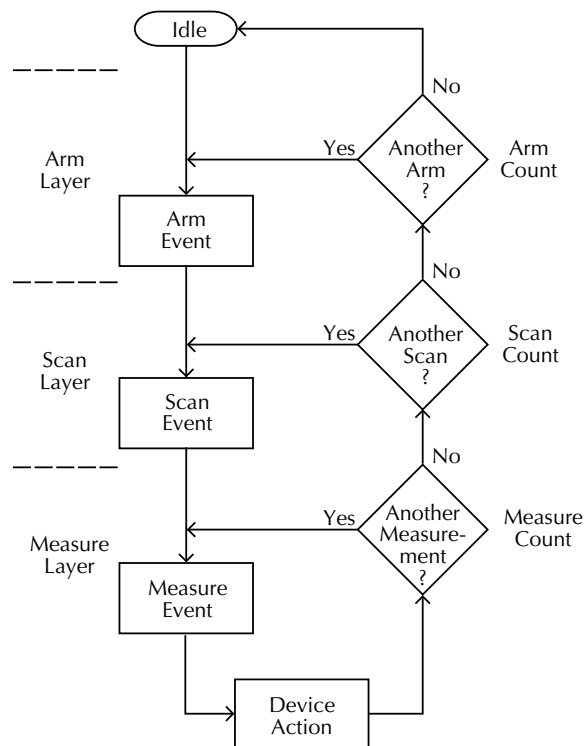 Idle
No
Arm
Layer
Yes
Another
Arm
?
Arm
Count
Arm
Event
No
Scan
Layer
Yes
Another
Scan
?
Scan
Count
Scan
Event
No
Measure
Layer
Yes
Another
Measure-
ment
?
Measure
Count
Measure
Event
Device
Action